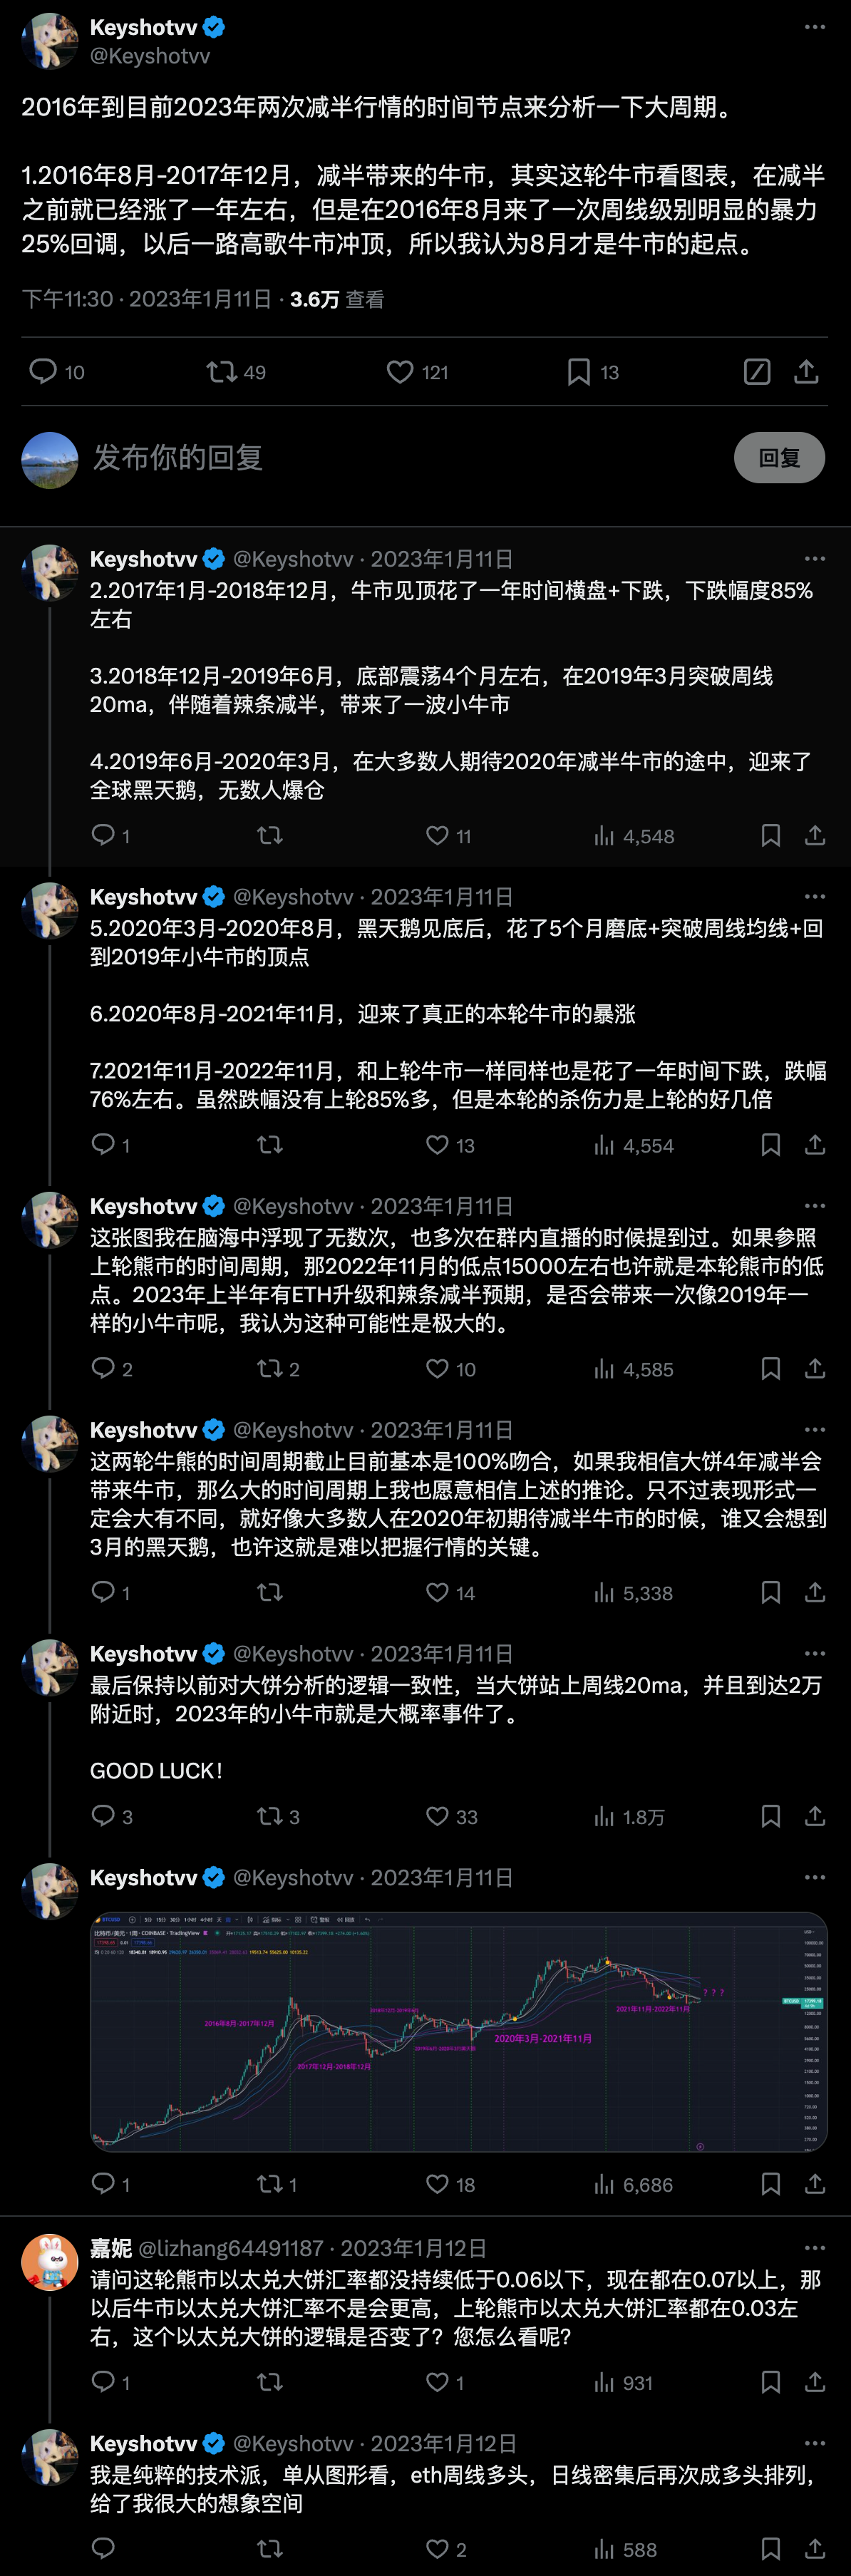 Keyshotvv
@Keyshotvv
2016年到目前2023年两次减半行情的时间节点来分析一下大周期。
1.2016年8月-2017年12月，减半带来的牛市，其实这轮牛市看图表，在减半
之前就已经涨了一年左右，但是在2016年8月来了一次周线级别明显的暴力
25%回调，以后一路高歌牛市冲顶，所以我认为8月才是牛市的起点。
下午11:30 · 2023年1月11日 · 3.6万 查看
10 49 121 13
发布你的回复 回复
Keyshotvv @Keyshotvv · 2023年1月11日
2.2017年1月-2018年12月，牛市见顶花了一年时间横盘+下跌，下跌幅度85%
左右
3.2018年12月-2019年6月，底部震荡4个月左右，在2019年3月突破周线
20ma，伴随着辣条减半，带来了一波小牛市
4.2019年6月-2020年3月，在大多数人期待2020年减半牛市的途中，迎来了
全球黑天鹅，无数人爆仓
1 11 4,548
Keyshotvv @Keyshotvv · 2023年1月11日
5.2020年3月-2020年8月，黑天鹅见底后，花了5个月磨底+突破周线均线+回
到2019年小牛市的顶点
6.2020年8月-2021年11月，迎来了真正的本轮牛市的暴涨
7.2021年11月-2022年11月，和上轮牛市一样同样也是花了一年时间下跌，跌幅
76%左右。虽然跌幅没有上轮85%多，但是本轮的杀伤力是上轮的好几倍
1 13 4,554
Keyshotvv @Keyshotvv · 2023年1月11日
这张图我在脑海中浮现了无数次，也多次在群内直播的时候提到过。如果参照
上轮熊市的时间周期，那2022年11月的低点15000左右也许就是本轮熊市的低
点。2023年上半年有ETH升级和辣条减半预期，是否会带来一次像2019年一
样的小牛市呢，我认为这种可能性是极大的。
2 2 10 4,585
Keyshotvv @Keyshotvv · 2023年1月11日
这两轮牛熊的时间周期截止目前基本是100%吻合，如果我相信大饼4年减半会
带来牛市，那么大的时间周期上我也愿意相信上述的推论。只不过表现形式一
定会大有不同，就好像大多数人在2020年初期待减半牛市的时候，谁又会想到
3月的黑天鹅，也许这就是难以把握行情的关键。
1 14 5,338
Keyshotvv @Keyshotvv · 2023年1月11日
最后保持以前对大饼分析的逻辑一致性，当大饼站上周线20ma，并且到达2万
附近时，2023年的小牛市就是大概率事件了。
GOOD LUCK！
3 3 33 1.8万
Keyshotvv @Keyshotvv · 2023年1月11日
BTCUSD
比特币/美元 · 1周 · COINBASE · TradingView
2016年8月-2017年12月
2017年12月-2018年12月
2020年3月-2021年11月
2021年11月-2022年11月
? ? ?
1 1 18 6,686
嘉妮 @lizhang64491187 · 2023年1月12日
请问这轮熊市以太兑大饼汇率都没持续低于0.06以下，现在都在0.07以上，那
以后牛市以太兑大饼汇率不是会更高，上轮熊市以太兑大饼汇率都在0.03左
右，这个以太兑大饼的逻辑是否变了？您怎么看呢？
1 1 931
Keyshotvv @Keyshotvv · 2023年1月12日
我是纯粹的技术派，单从图形看，eth周线多头，日线密集后再次成多头排列，
给了我很大的想象空间
2 588